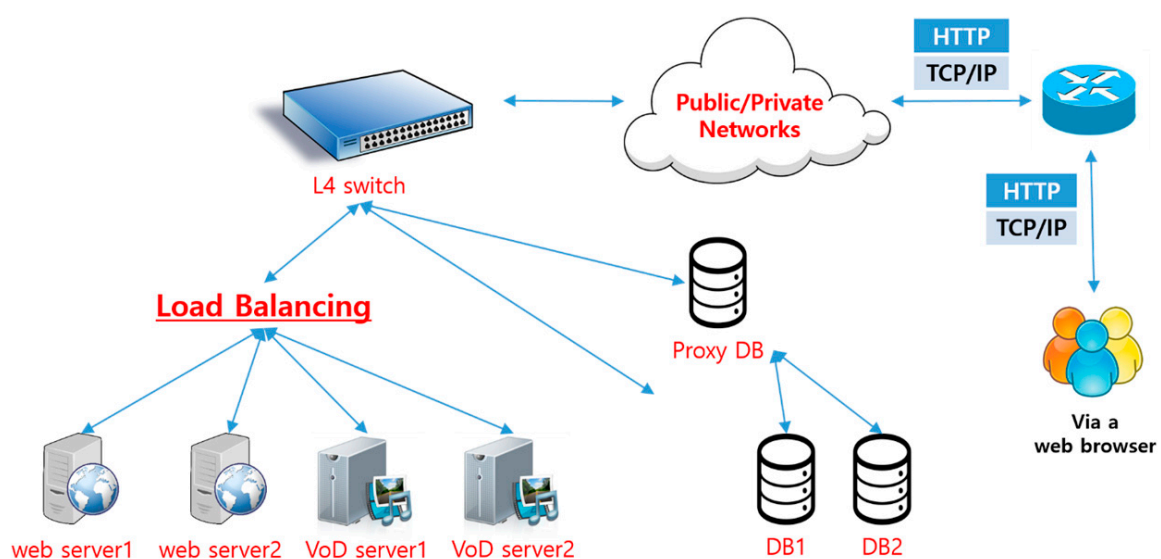 HTTP
TCP/IP
Public/Private
Networks
L4 switch
HTTP
TCP/IP
Load Balancing
Proxy DB
Via a
web browser
web server1
web server2
VoD server1
VoD server2
DB1
DB2